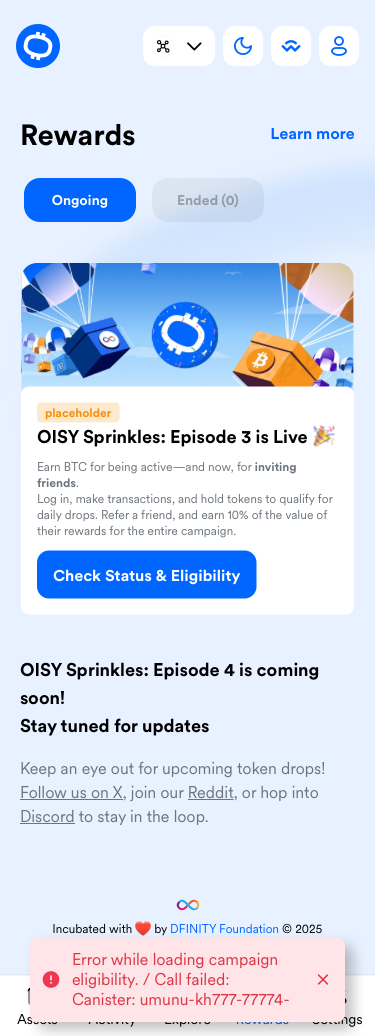 Rewards
Learn more
Ongoing
Ended (0)
placeholder
OISY Sprinkles: Episode 3 is Live 🎉
Earn BTC for being active—and now, for inviting
friends.
Log in, make transactions, and hold tokens to qualify for
daily drops. Refer a friend, and earn 10% of the value of
their rewards for the entire campaign.
Check Status & Eligibility
OISY Sprinkles: Episode 4 is coming
soon!
Stay tuned for updates
Keep an eye out for upcoming token drops!
Follow us on X, join our Reddit, or hop into
Discord to stay in the loop.
Incubated with ❤️ by DFINITY Foundation © 2025
Error while loading campaign
eligibility. / Call failed:
Canister: umunu-kh777-77774-
Assets
Activity
Explore
Rewards
Settings